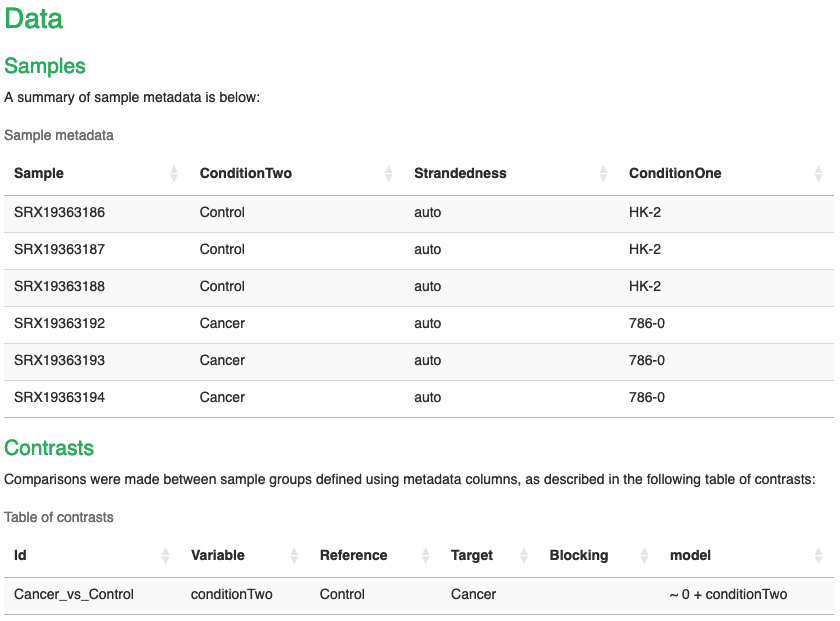 Data
Samples
A summary of sample metadata is below:
Sample metadata
Sample ConditionTwo Strandedness ConditionOne
SRX19363186 Control auto HK-2
SRX19363187 Control auto HK-2
SRX19363188 Control auto HK-2
SRX19363192 Cancer auto 786-0
SRX19363193 Cancer auto 786-0
SRX19363194 Cancer auto 786-0
Contrasts
Comparisons were made between sample groups defined using metadata columns, as described in the following table of contrasts:
Table of contrasts
Id Variable Reference Target Blocking model
Cancer_vs_Control conditionTwo Control Cancer ~ 0 + conditionTwo